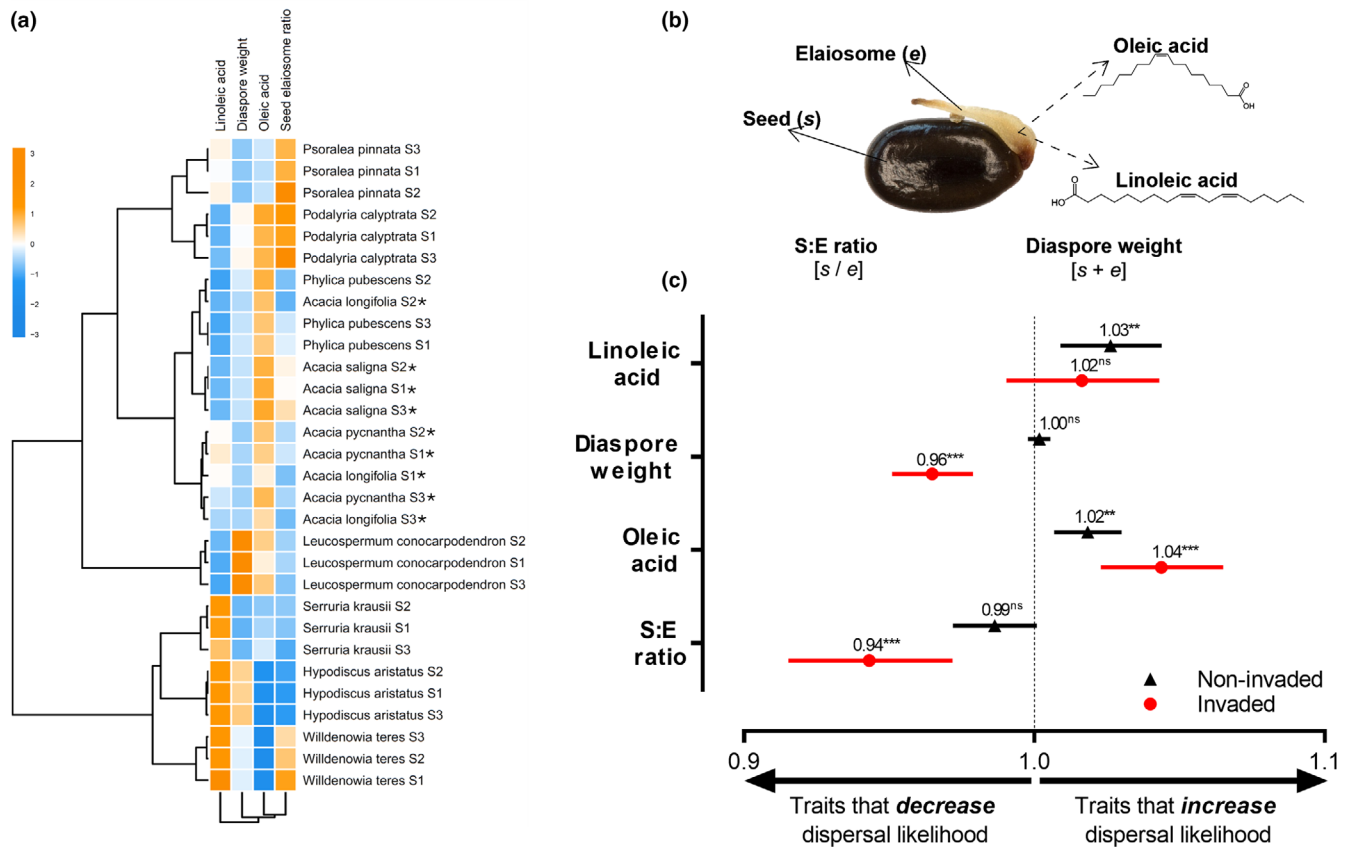 (a)
Linoleic acid
Diaspore weight
Oleic acid
Seed elaiosome ratio
3
2
1
0
−1
−2
−3
Psoralea pinnata S3
Psoralea pinnata S1
Psoralea pinnata S2
Podalyria calyptrata S2
Podalyria calyptrata S1
Podalyria calyptrata S3
Phylica pubescens S2
Acacia longifolia S2*
Phylica pubescens S3
Phylica pubescens S1
Acacia saligna S2*
Acacia saligna S1*
Acacia saligna S3*
Acacia pycnantha S2*
Acacia pycnantha S1*
Acacia longifolia S1*
Acacia pycnantha S3*
Acacia longifolia S3*
Leucospermum conocarpodendron S2
Leucospermum conocarpodendron S1
Leucospermum conocarpodendron S3
Serruria krausii S2
Serruria krausii S1
Serruria krausii S3
Hypodiscus aristatus S2
Hypodiscus aristatus S1
Hypodiscus aristatus S3
Willdenowia teres S3
Willdenowia teres S2
Willdenowia teres S1
(b)
Elaiosome (e)
Seed (s)
Oleic acid
O
OH
Linoleic acid
O
HO
S:E ratio
[s / e]
Diaspore weight
[s + e]
(c)
Linoleic
acid
1.03**
1.02ns
Diaspore
weight
1.00ns
0.96***
Oleic
acid
1.02**
1.04***
S:E
ratio
0.99ns
0.94***
Non-invaded
Invaded
0.9
1.0
1.1
Traits that decrease
dispersal likelihood
Traits that increase
dispersal likelihood